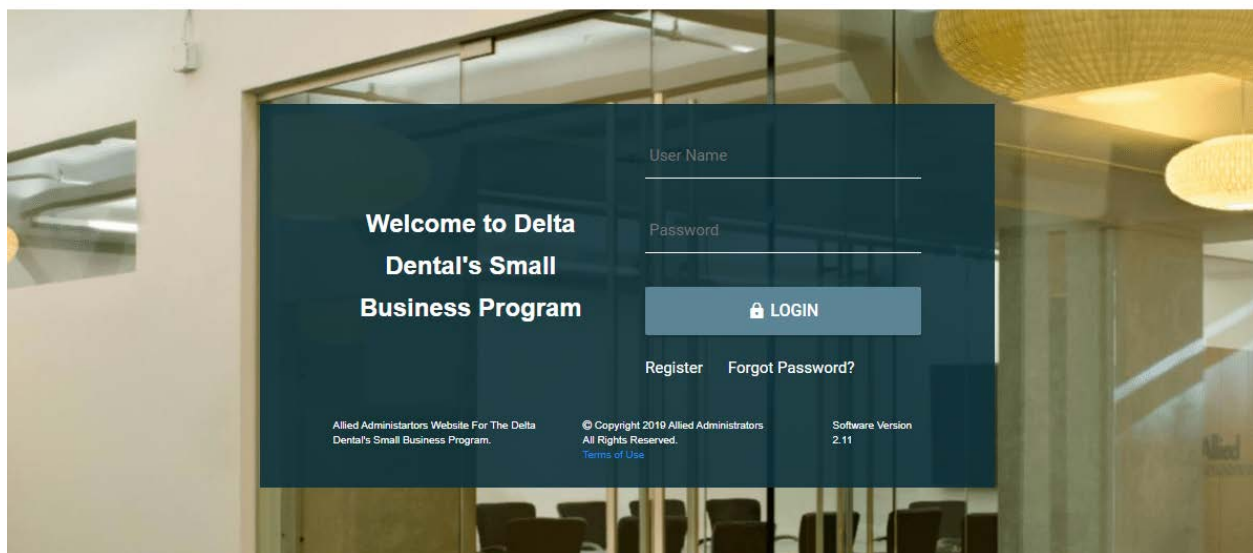 User Name
Password
Welcome to Delta
Dental's Small
Business Program
LOGIN
Register Forgot Password?
Allied Administartors Website For The Delta
Dental's Small Business Program.
© Copyright 2019 Allied Administrators
All Rights Reserved.
Terms of Use
Software Version
2.11
Allied